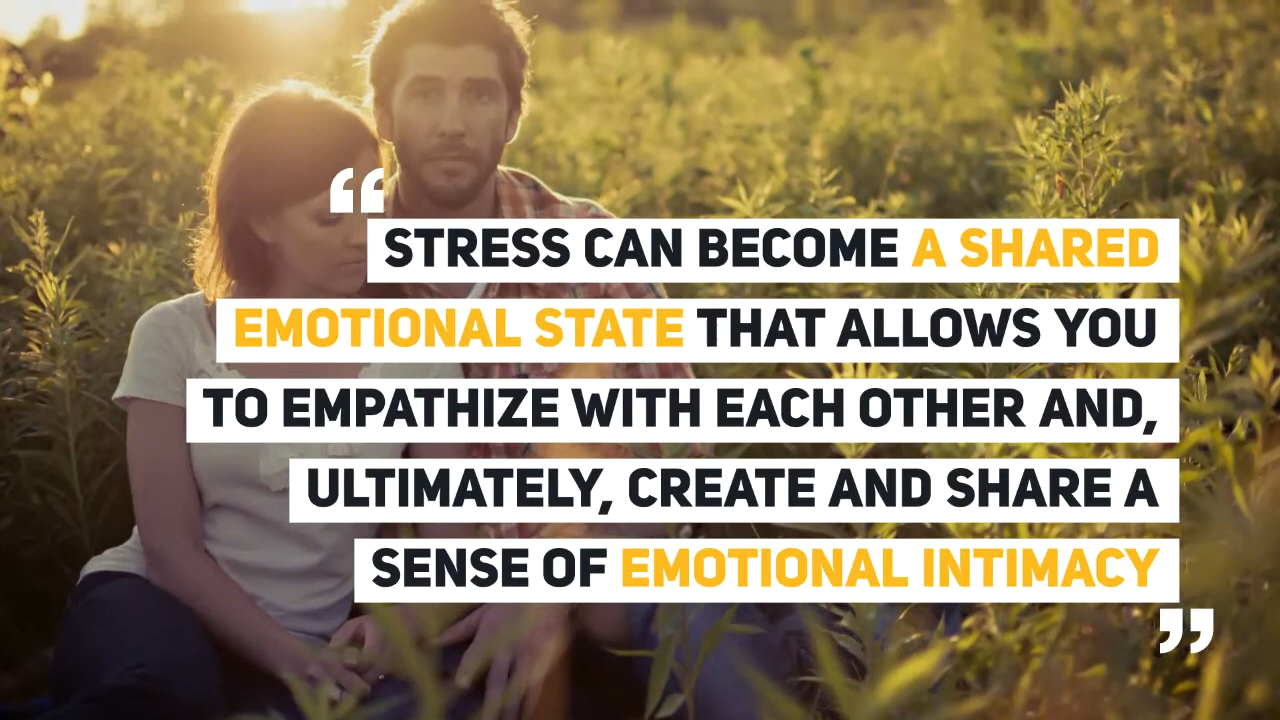 “
STRESS CAN BECOME A SHARED
EMOTIONAL STATE THAT ALLOWS YOU
TO EMPATHIZE WITH EACH OTHER AND,
ULTIMATELY, CREATE AND SHARE A
SENSE OF EMOTIONAL INTIMACY
”